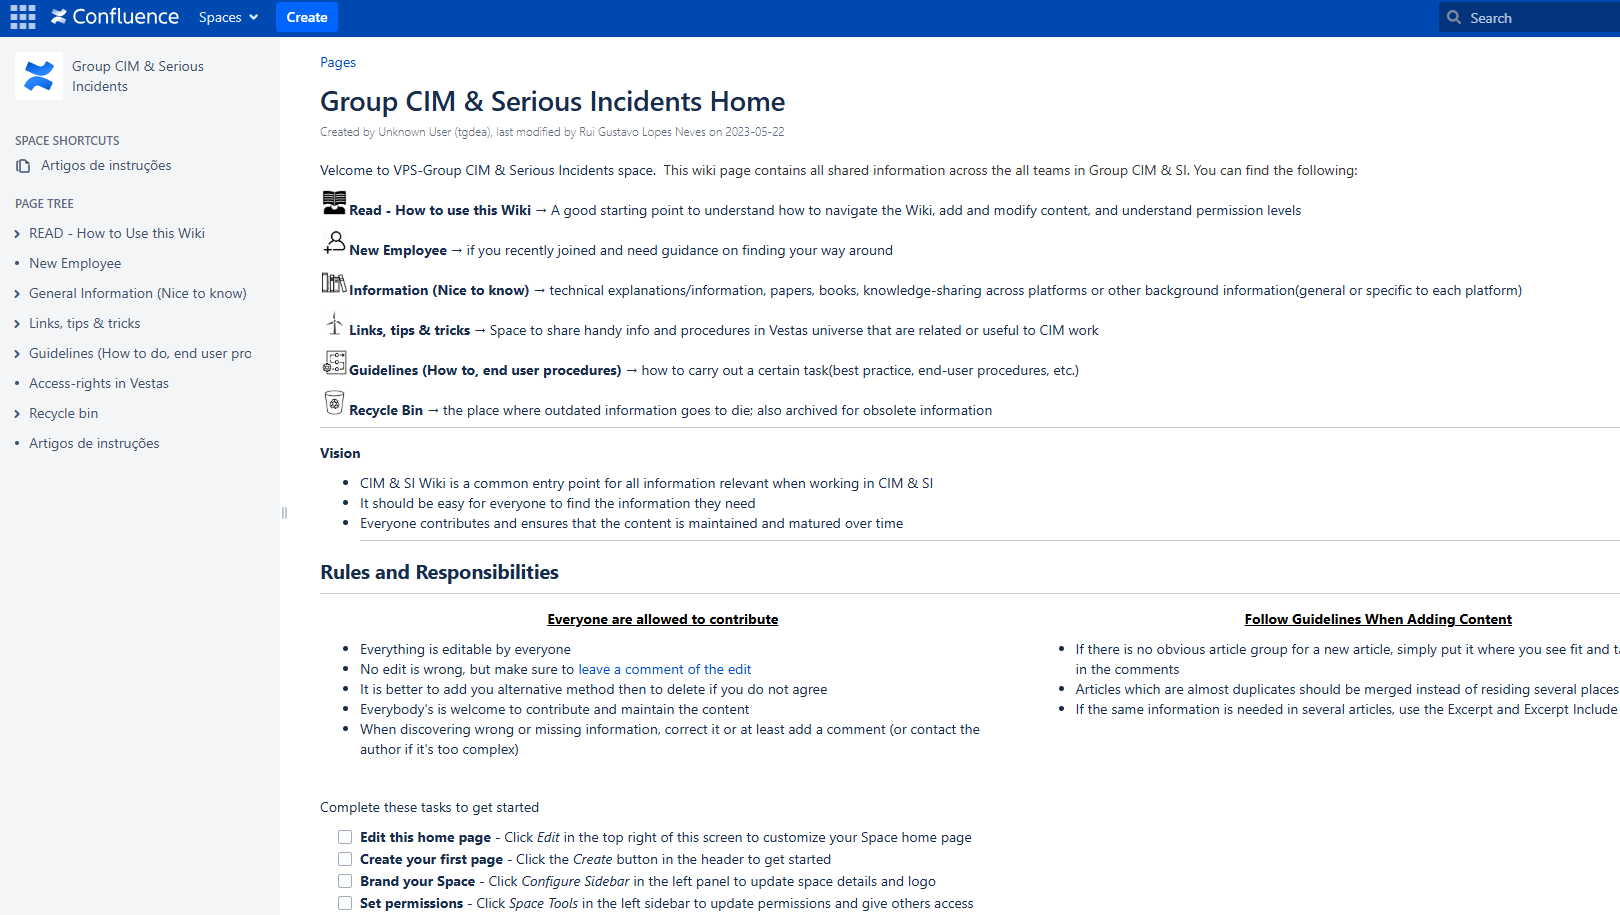 Confluence Spaces Create Search
Group CIM & Serious
Incidents
SPACE SHORTCUTS
Artigos de instruções
PAGE TREE
READ - How to Use this Wiki
New Employee
General Information (Nice to know)
Links, tips & tricks
Guidelines (How to do, end user pro
Access-rights in Vestas
Recycle bin
Artigos de instruções
Pages
Group CIM & Serious Incidents Home
Created by Unknown User (tgdea), last modified by Rui Gustavo Lopes Neves on 2023-05-22
Velcome to VPS-Group CIM & Serious Incidents space.  This wiki page contains all shared information across the all teams in Group CIM & SI. You can find the following:
Read - How to use this Wiki → A good starting point to understand how to navigate the Wiki, add and modify content, and understand permission levels
New Employee → if you recently joined and need guidance on finding your way around
Information (Nice to know) → technical explanations/information, papers, books, knowledge-sharing across platforms or other background information(general or specific to each platform)
Links, tips & tricks → Space to share handy info and procedures in Vestas universe that are related or useful to CIM work
Guidelines (How to, end user procedures) → how to carry out a certain task(best practice, end-user procedures, etc.)
Recycle Bin → the place where outdated information goes to die; also archived for obsolete information
Vision
• CIM & SI Wiki is a common entry point for all information relevant when working in CIM & SI
• It should be easy for everyone to find the information they need
• Everyone contributes and ensures that the content is maintained and matured over time
Rules and Responsibilities
Everyone are allowed to contribute
• Everything is editable by everyone
• No edit is wrong, but make sure to leave a comment of the edit
• It is better to add you alternative method then to delete if you do not agree
• Everybody's is welcome to contribute and maintain the content
• When discovering wrong or missing information, correct it or at least add a comment (or contact the
author if it's too complex)
Follow Guidelines When Adding Content
• If there is no obvious article group for a new article, simply put it where you see fit and
in the comments
• Articles which are almost duplicates should be merged instead of residing several places
• If the same information is needed in several articles, use the Excerpt and Excerpt Include
Complete these tasks to get started
Edit this home page - Click Edit in the top right of this screen to customize your Space home page
Create your first page - Click the Create button in the header to get started
Brand your Space - Click Configure Sidebar in the left panel to update space details and logo
Set permissions - Click Space Tools in the left sidebar to update permissions and give others access